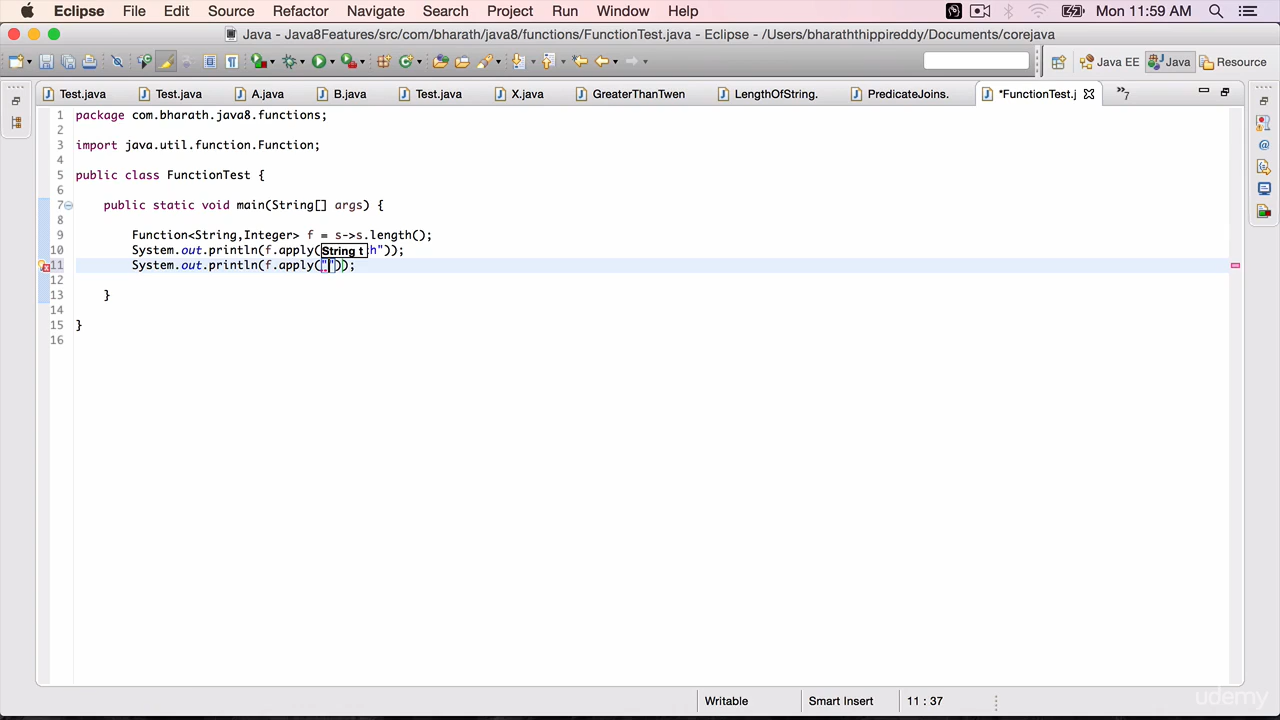 Eclipse File Edit Source Refactor Navigate Search Project Run Window Help Mon 11:59 AM
Java - Java8Features/src/com/bharath/java8/functions/FunctionTest.java - Eclipse - /Users/bharaththippireddy/Documents/corejava
Java EE Java Resource
Test.java Test.java A.java B.java Test.java X.java GreaterThanTwen LengthOfString. PredicateJoins. *FunctionTest.j »7
1 package com.bharath.java8.functions;
2
3 import java.util.function.Function;
4
5 public class FunctionTest {
6
7 public static void main(String[] args) {
8
9 Function<String,Integer> f = s->s.length();
10 System.out.println(f.apply( String t h"));
11 System.out.println(f.apply(""));
12
13 }
14
15 }
16
Writable Smart Insert 11 : 37
udemy